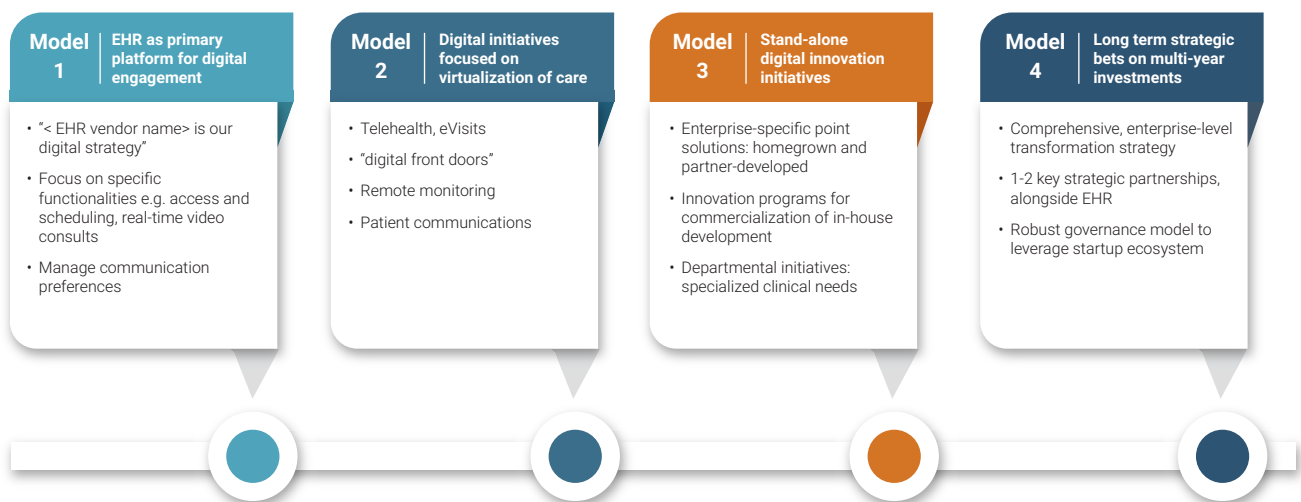 Model
1
EHR as primary
platform for digital
engagement
• "< EHR vendor name> is our
digital strategy"
• Focus on specific
functionalities e.g. access and
scheduling, real-time video
consults
• Manage communication
preferences
Model
2
Digital initiatives
focused on
virtualization of care
• Telehealth, eVisits
• "digital front doors"
• Remote monitoring
• Patient communications
Model
3
Stand-alone
digital innovation
initiatives
• Enterprise-specific point
solutions: homegrown and
partner-developed
• Innovation programs for
commercialization of in-house
development
• Departmental initiatives:
specialized clinical needs
Model
4
Long term strategic
bets on multi-year
investments
• Comprehensive, enterprise-level
transformation strategy
• 1-2 key strategic partnerships,
alongside EHR
• Robust governance model to
leverage startup ecosystem